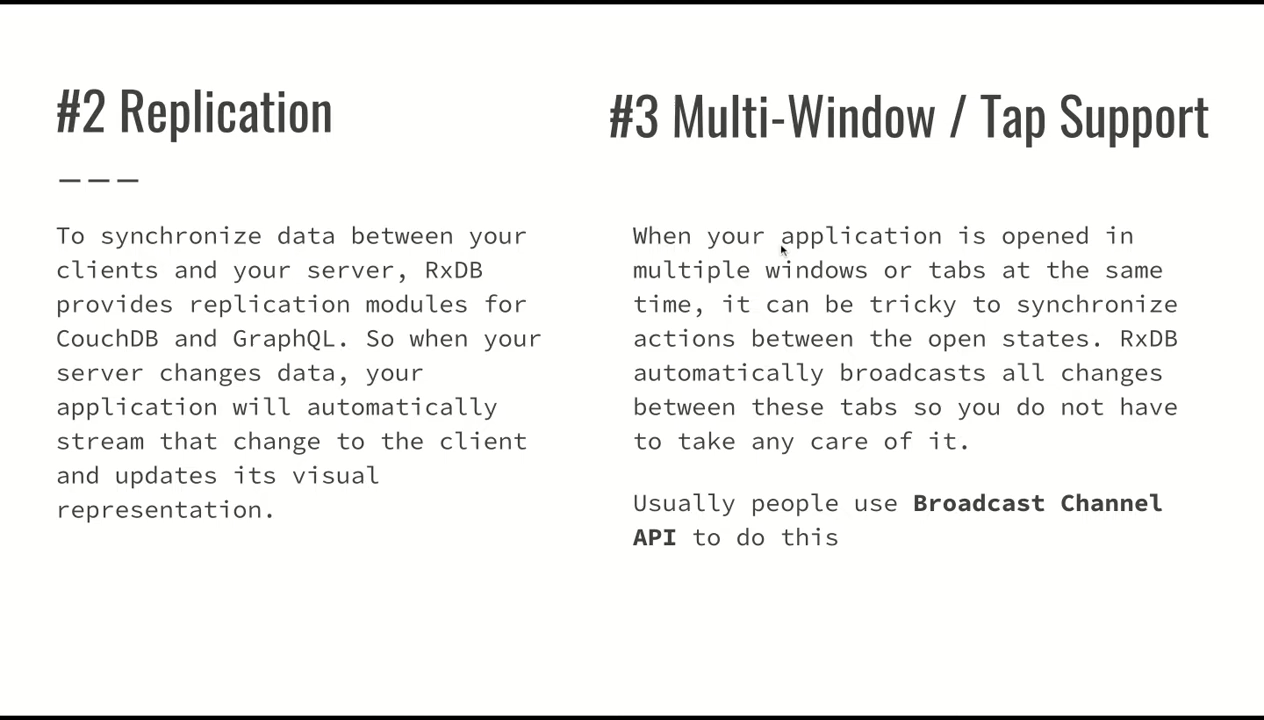 #2 Replication
To synchronize data between your
clients and your server, RxDB
provides replication modules for
CouchDB and GraphQL. So when your
server changes data, your
application will automatically
stream that change to the client
and updates its visual
representation.
#3 Multi-Window / Tap Support
When your application is opened in
multiple windows or tabs at the same
time, it can be tricky to synchronize
actions between the open states. RxDB
automatically broadcasts all changes
between these tabs so you do not have
to take any care of it.
Usually people use Broadcast Channel
API to do this